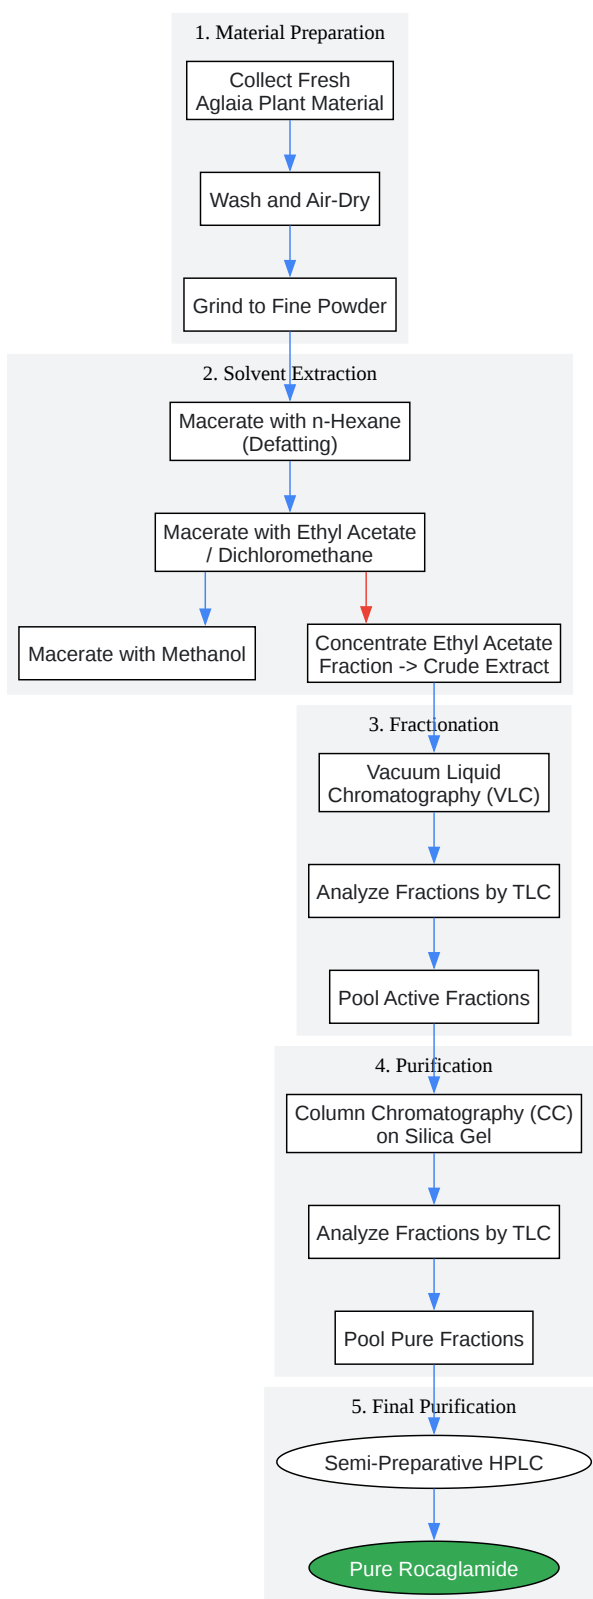 1. Material Preparation
Collect Fresh
Aglaia Plant Material
Wash and Air-Dry
Grind to Fine Powder
2. Solvent Extraction
Macerate with n-Hexane
(Defatting)
Macerate with Ethyl Acetate
/ Dichloromethane
Macerate with Methanol
Concentrate Ethyl Acetate
Fraction -> Crude Extract
3. Fractionation
Vacuum Liquid
Chromatography (VLC)
Analyze Fractions by TLC
Pool Active Fractions
4. Purification
Column Chromatography (CC)
on Silica Gel
Analyze Fractions by TLC
Pool Pure Fractions
5. Final Purification
Semi-Preparative HPLC
Pure Rocaglamide